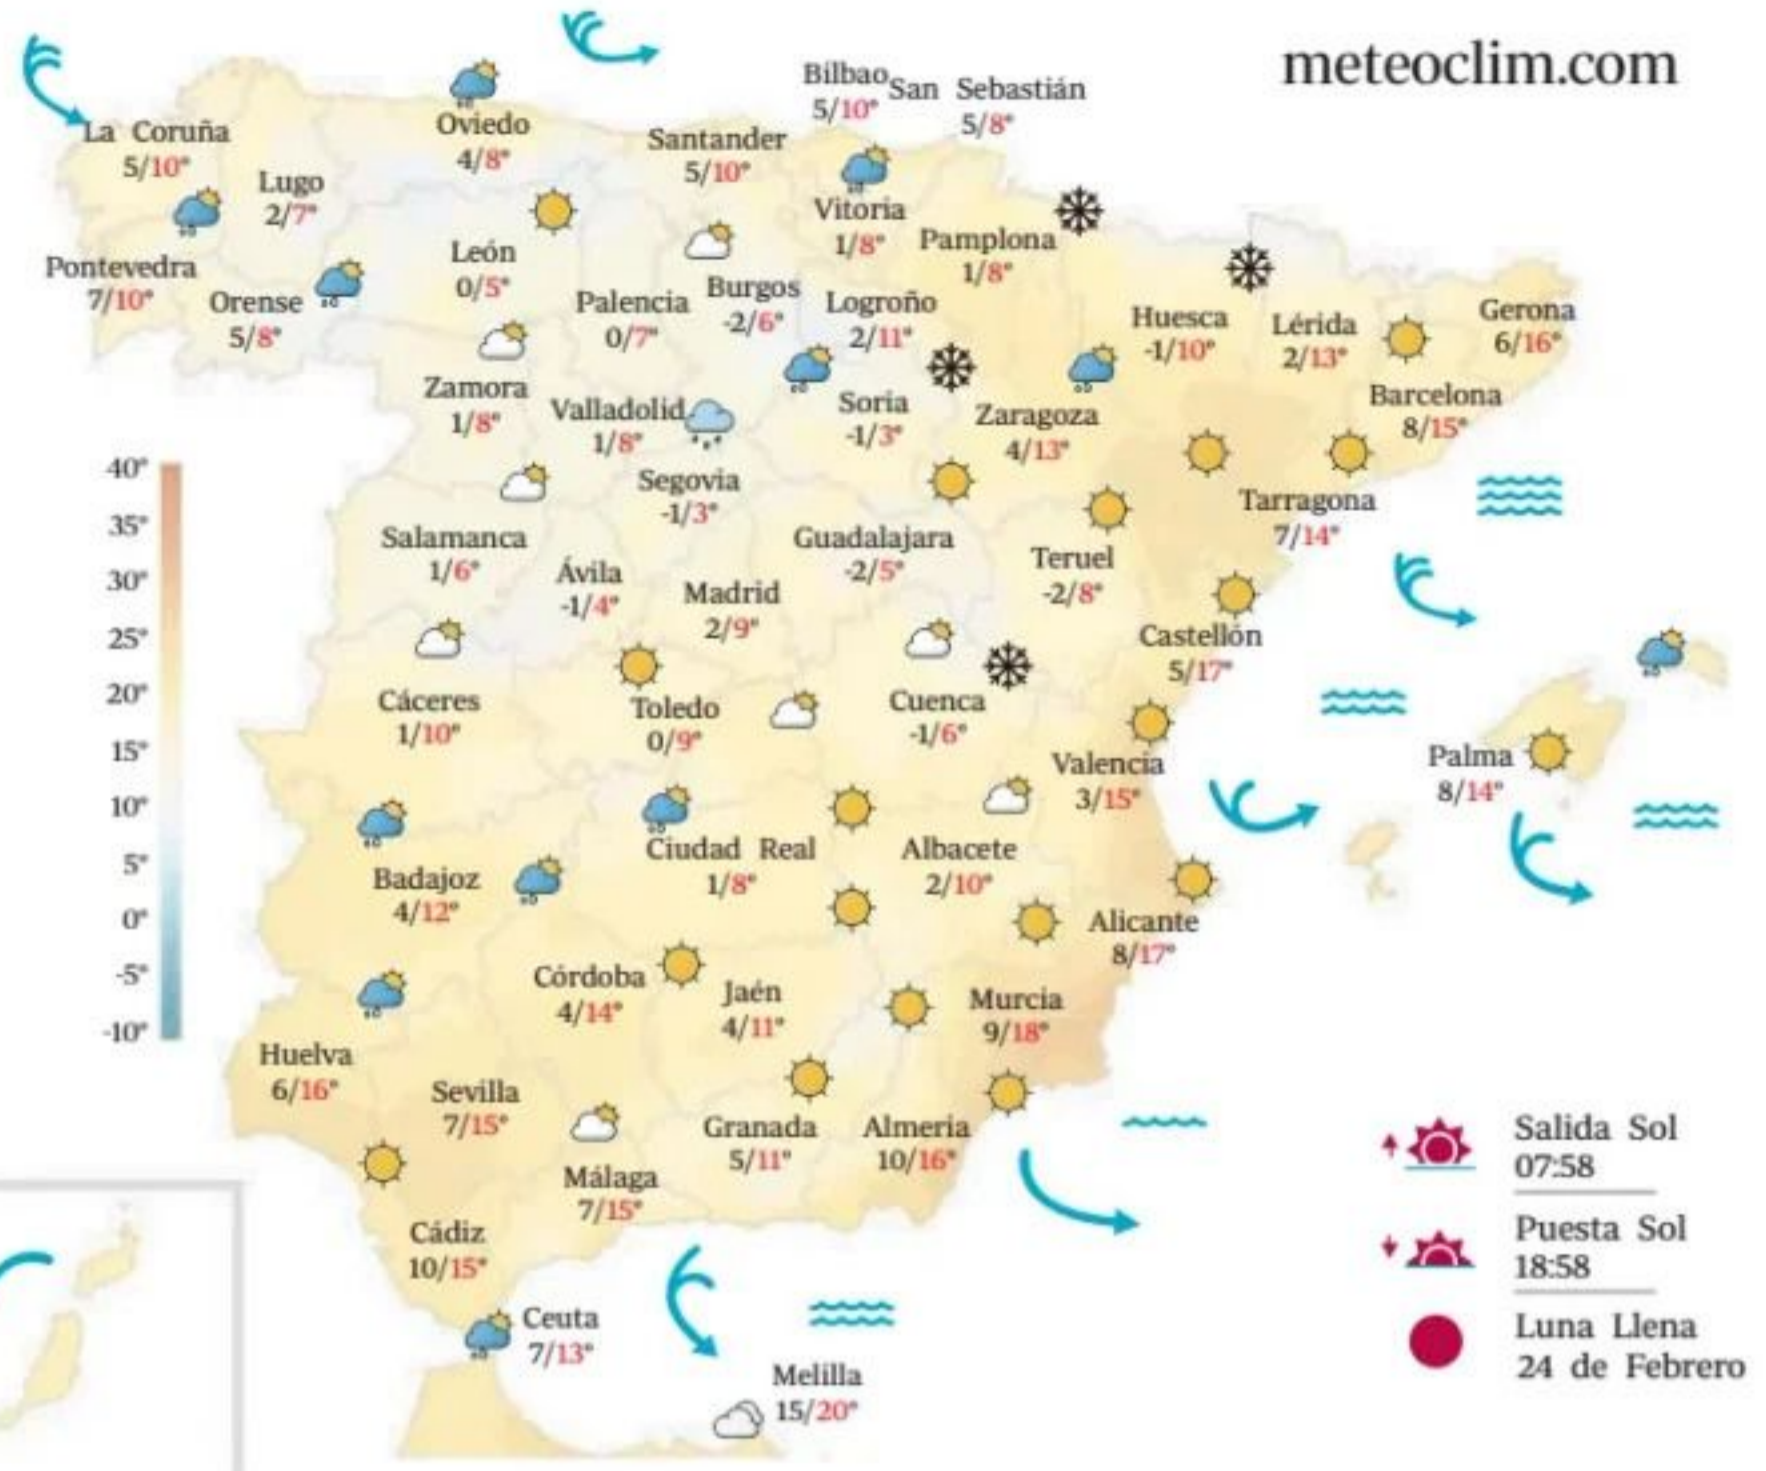 meteoclim.com
Bilbao
5/10°
San Sebastián
5/8°
La Coruña
5/10°
Oviedo
4/8°
Santander
5/10°
Lugo
2/7°
Vitoria
1/8°
Pamplona
1/8°
León
0/5°
Pontevedra
7/10°
Orense
5/8°
Palencia
0/7°
Burgos
-2/6°
Logroño
2/11°
Huesca
-1/10°
Lérida
2/13°
Gerona
6/16°
Zamora
1/8°
Valladolid
1/8°
Soria
-1/3°
Zaragoza
4/13°
Barcelona
8/15°
Segovia
-1/3°
Tarragona
7/14°
Salamanca
1/6°
Ávila
-1/4°
Madrid
2/9°
Guadalajara
-2/5°
Teruel
-2/8°
Castellón
5/17°
Cáceres
1/10°
Toledo
0/9°
Cuenca
-1/6°
Valencia
3/15°
Palma
8/14°
Badajoz
4/12°
Ciudad Real
1/8°
Albacete
2/10°
Alicante
8/17°
Córdoba
4/14°
Jaén
4/11°
Murcia
9/18°
Huelva
6/16°
Sevilla
7/15°
Granada
5/11°
Almeria
10/16°
Málaga
7/15°
Cádiz
10/15°
Ceuta
7/13°
Melilla
15/20°
40°
35°
30°
25°
20°
15°
10°
5°
0°
-5°
-10°
Salida Sol
07:58
Puesta Sol
18:58
Luna Llena
24 de Febrero